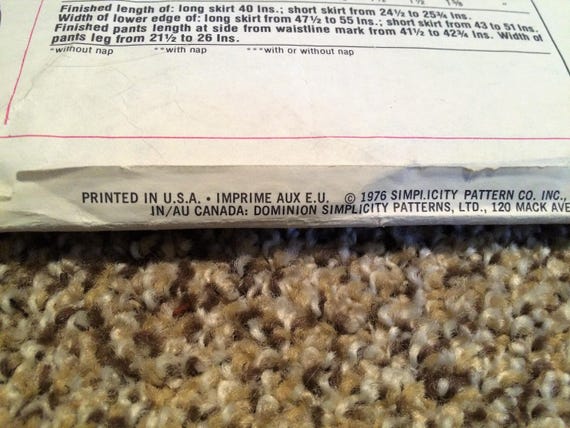 Finished length of: long skirt 40 Ins.; short skirt from 24½ to 25¾ Ins.
Width of lower edge of: long skirt from 47½ to 55 Ins.; short skirt from 43 to 51 Ins.
Finished pants length at side from waistline mark from 41½ to 42¾ Ins. Width of
pants leg from 21½ to 26 Ins.
*without nap **with nap ***with or without nap
PRINTED IN U.S.A. • IMPRIME AUX E.U. © 1976 SIMPLICITY PATTERN CO. INC.,
IN/AU CANADA: DOMINION SIMPLICITY PATTERNS, LTD., 120 MACK AVE